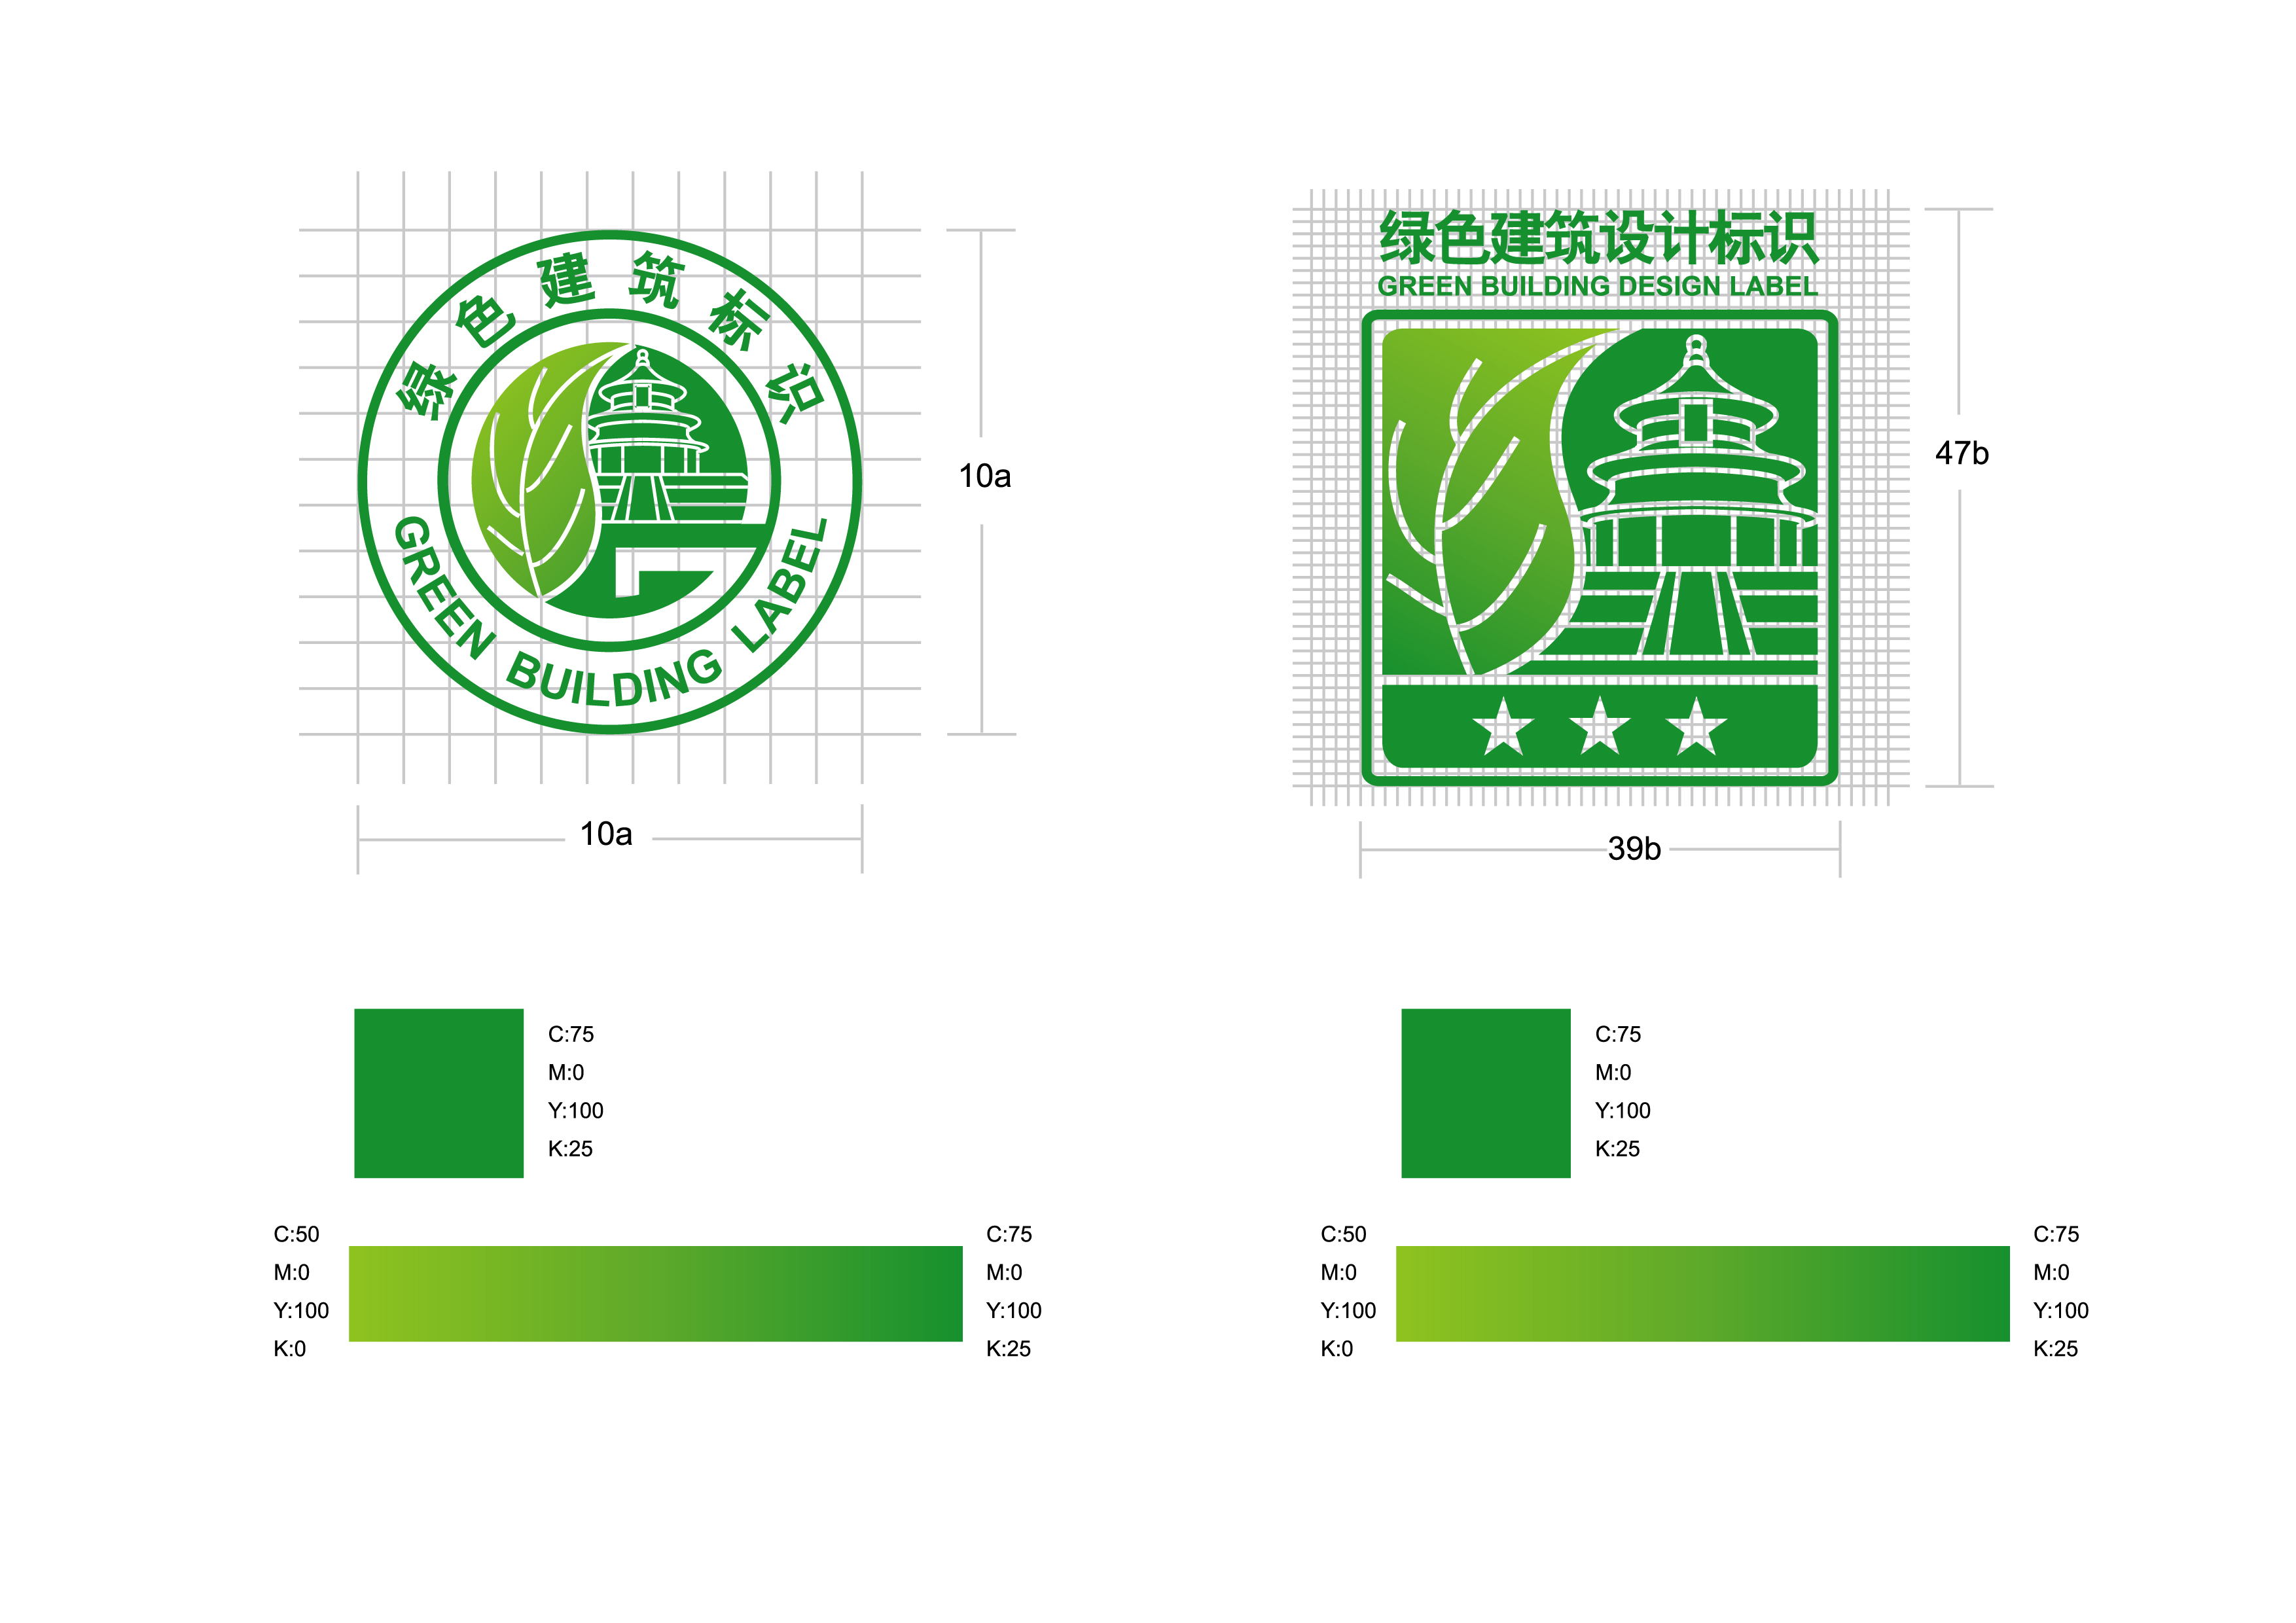 绿色建筑标识
GREEN BUILDING LABEL
10a
10a
绿色建筑设计标识
GREEN BUILDING DESIGN LABEL
47b
39b
C:75
M:0
Y:100
K:25
C:50
M:0
Y:100
K:0
C:75
M:0
Y:100
K:25
C:75
M:0
Y:100
K:25
C:50
M:0
Y:100
K:0
C:75
M:0
Y:100
K:25